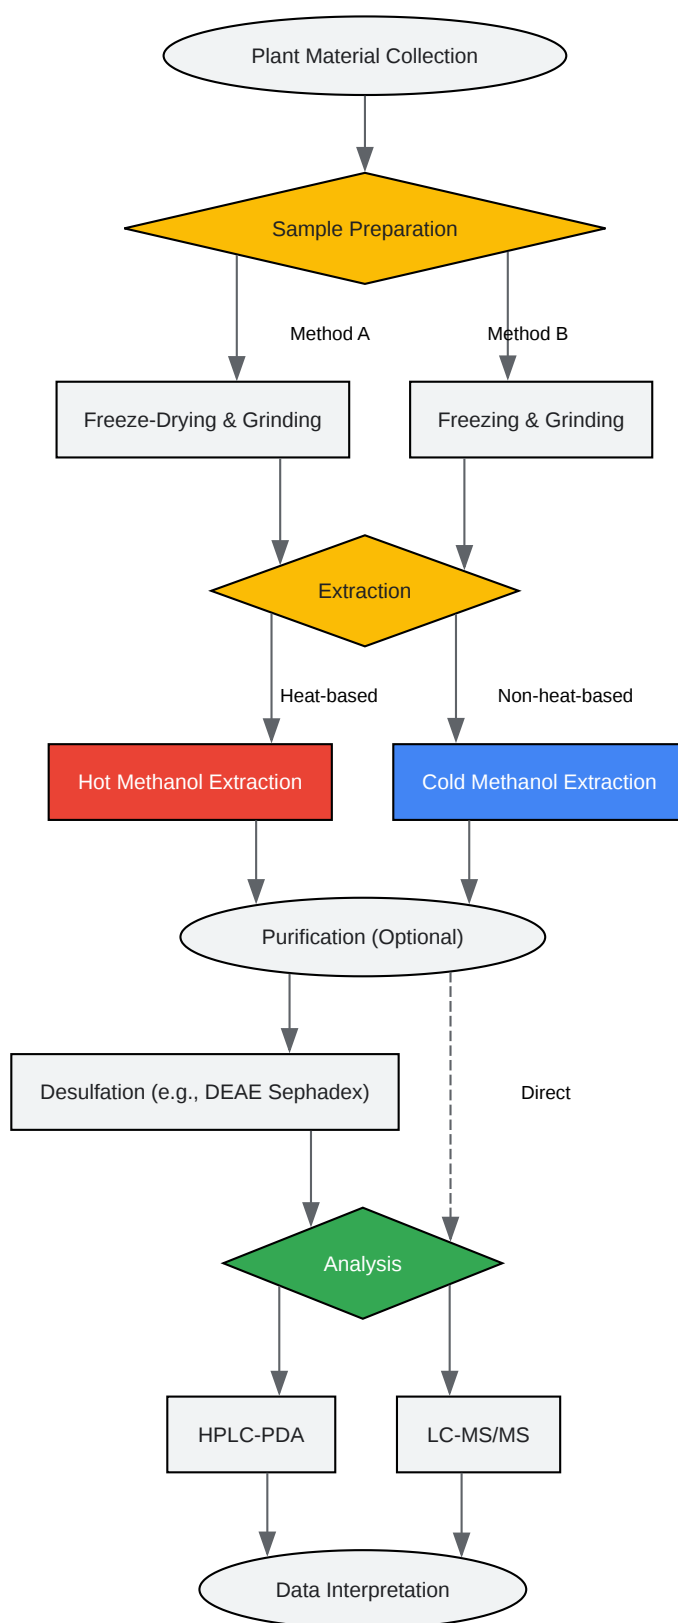 Plant Material Collection
Sample Preparation
Method A
Method B
Freeze-Drying & Grinding
Freezing & Grinding
Extraction
Heat-based
Non-heat-based
Hot Methanol Extraction
Cold Methanol Extraction
Purification (Optional)
Desulfation (e.g., DEAE Sephadex)
Direct
Analysis
HPLC-PDA
LC-MS/MS
Data Interpretation